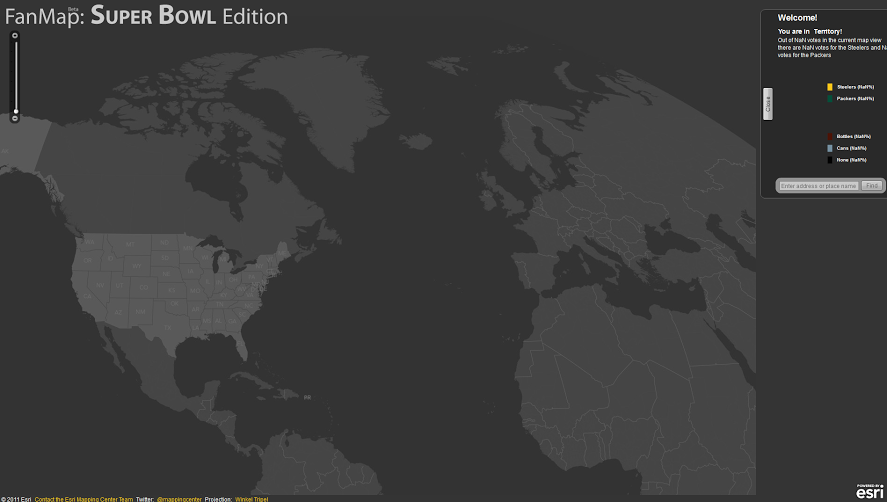 FanMap: Super Bowl Edition
Beta
Welcome!
You are in Territory!
Out of NaN votes in the current map view
there are NaN votes for the Steelers and Na
votes for the Packers
Steelers (NaN%)
Packers (NaN%)
Close
Bottles (NaN%)
Cans (NaN%)
None (NaN%)
Enter address or place name
Find
MT
ID
© 2011 Esri Contact the Esri Mapping Center Team Twitter: @mappingcenter Projection: Winkel Tripel
POWERED BY
esri